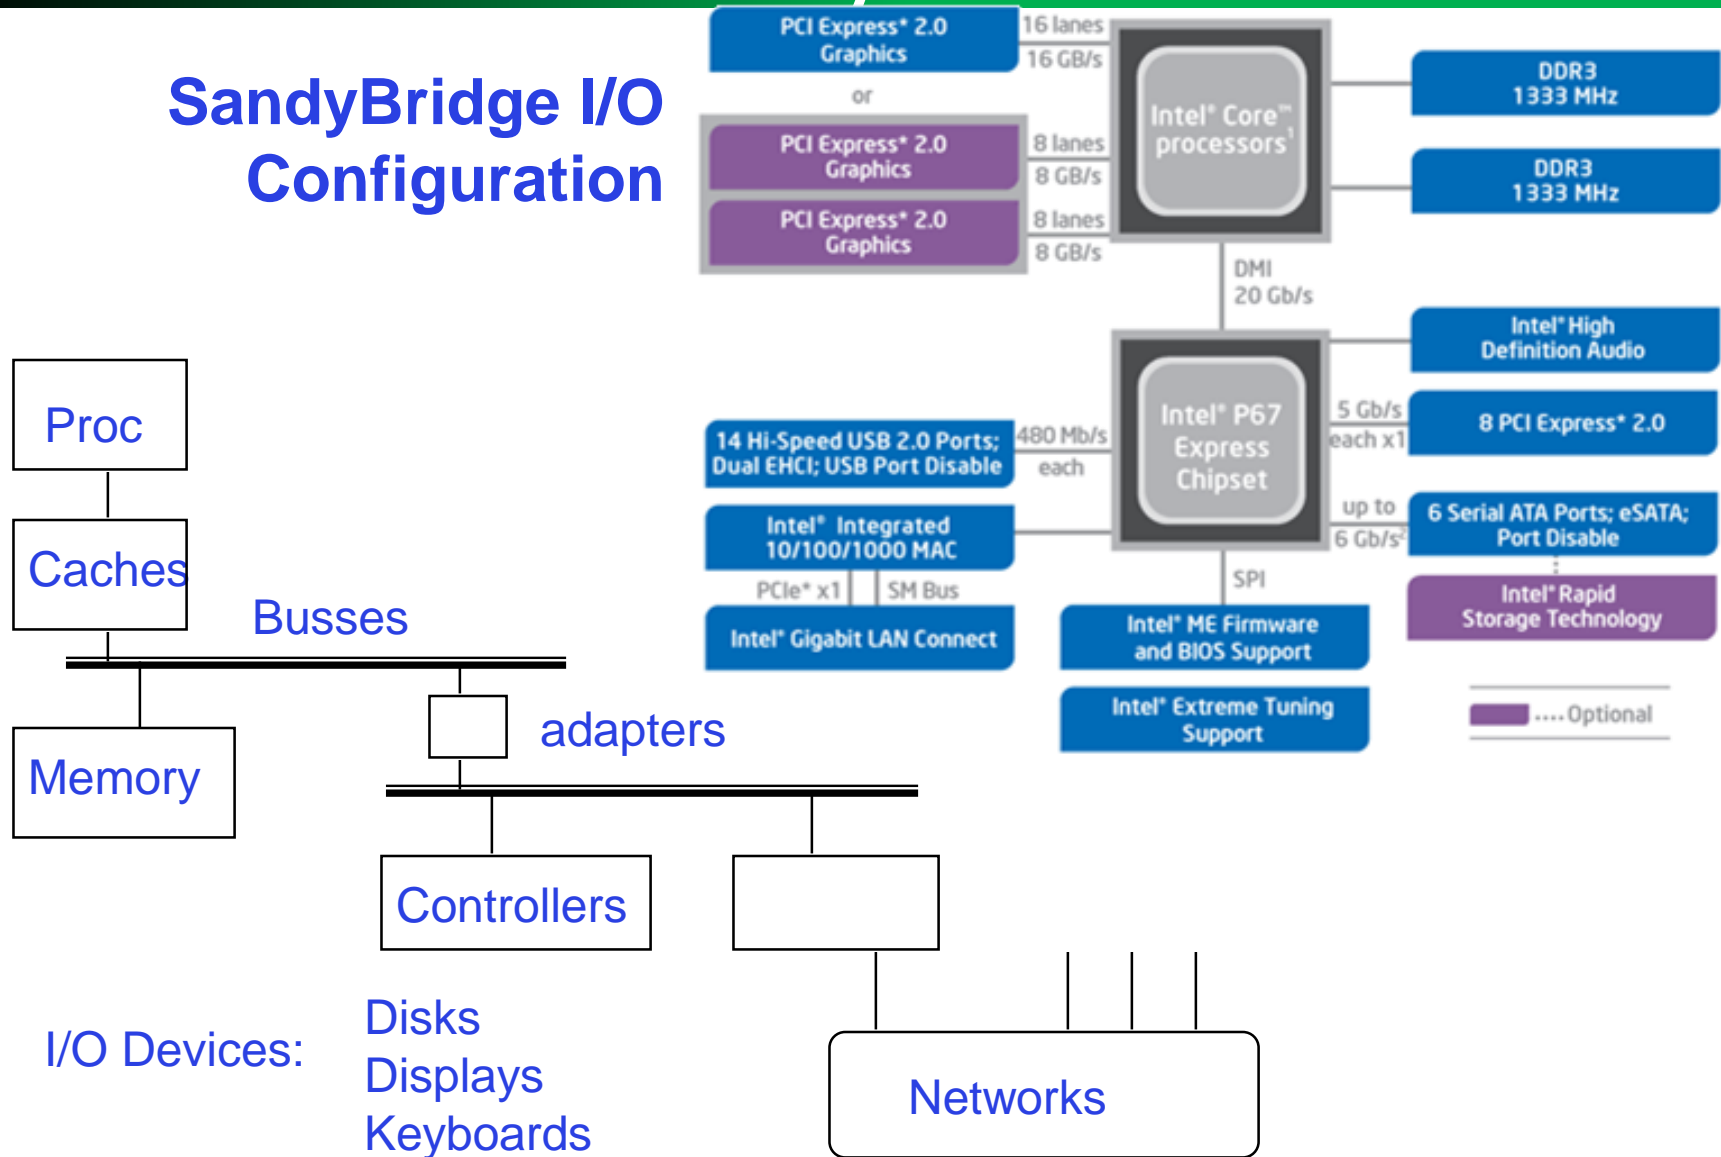 SandyBridge I/O
Configuration
PCI Express* 2.0
Graphics
16 lanes
16 GB/s
or
PCI Express* 2.0
Graphics
8 lanes
8 GB/s
PCI Express* 2.0
Graphics
8 lanes
8 GB/s
Intel® Core™
processors¹
DDR3
1333 MHz
DDR3
1333 MHz
DMI
20 Gb/s
Intel® P67
Express
Chipset
Intel® High
Definition Audio
5 Gb/s
each x1
8 PCI Express* 2.0
up to
6 Gb/s²
6 Serial ATA Ports; eSATA;
Port Disable
Intel® Rapid
Storage Technology
14 Hi-Speed USB 2.0 Ports;
Dual EHCI; USB Port Disable
480 Mb/s
each
Intel® Integrated
10/100/1000 MAC
PCIe* x1
SM Bus
Intel® Gigabit LAN Connect
SPI
Intel® ME Firmware
and BIOS Support
Intel® Extreme Tuning
Support
....Optional
Proc
Caches
Busses
Memory
adapters
Controllers
I/O Devices:
Disks
Displays
Keyboards
Networks